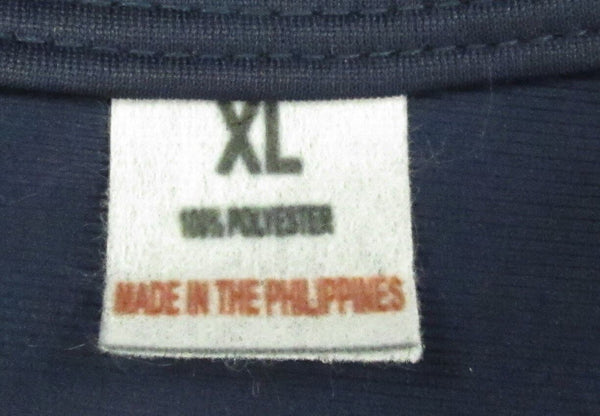 XL
100% POLYESTER
MADE IN THE PHILIPPINES